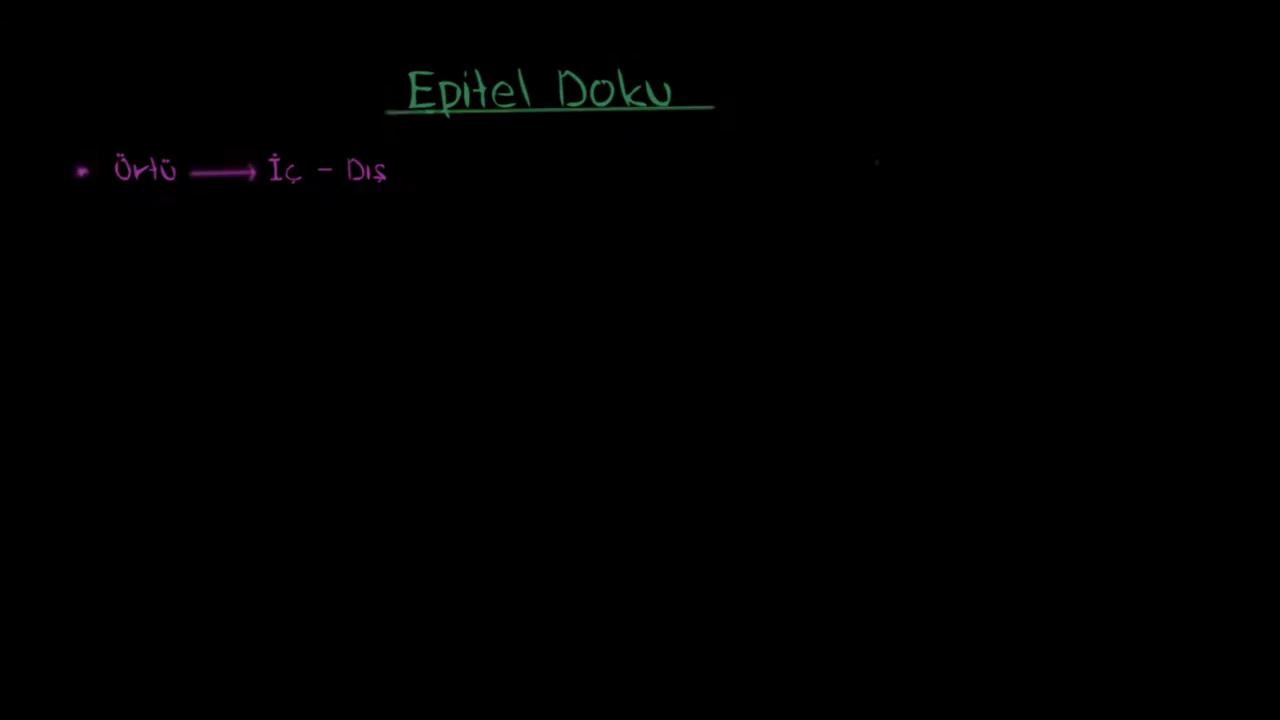 Epitel Doku
• Örtü → İç - Dış